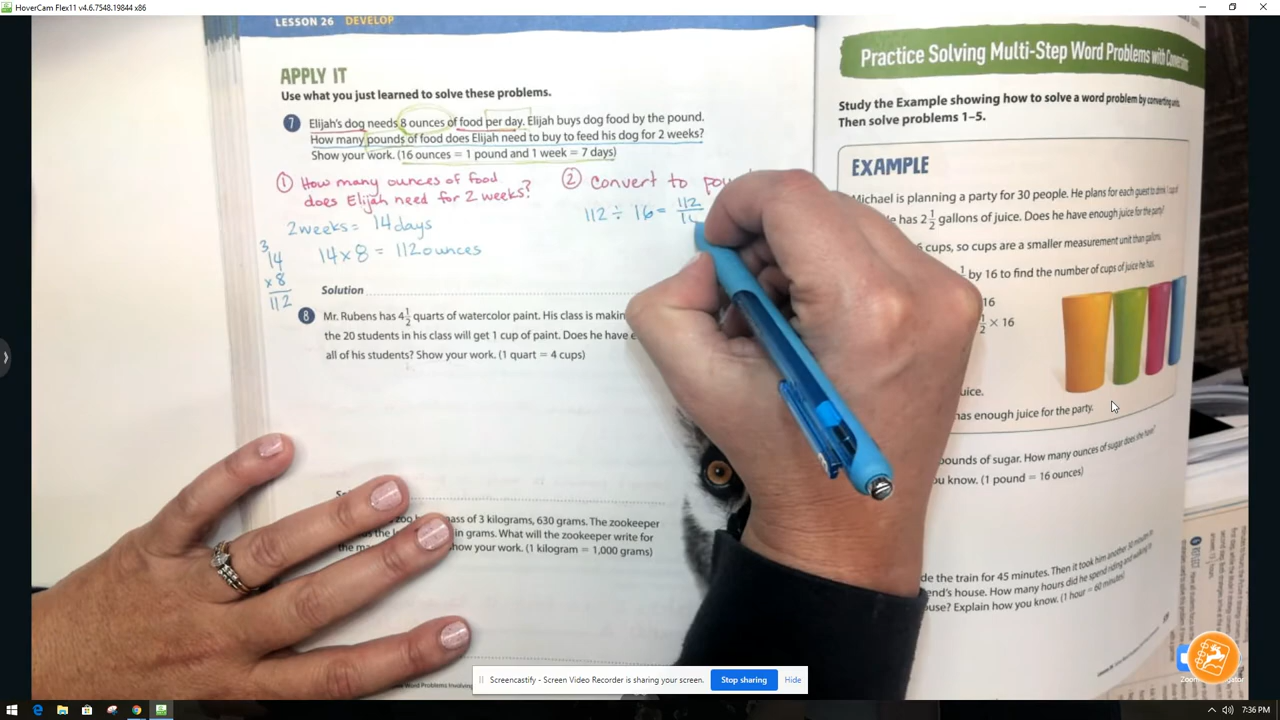 HoverCam Flex11 v4.6.7548.19844 x86
LESSON 26 DEVELOP
APPLY IT
Use what you just learned to solve these problems.
7 Elijah's dog needs 8 ounces of food per day. Elijah buys dog food by the pound.
How many pounds of food does Elijah need to buy to feed his dog for 2 weeks?
Show your work. (16 ounces = 1 pound and 1 week = 7 days)
① How many ounces of food
does Elijah need for 2 weeks?
2 weeks = 14 days
14 x 8 = 112 ounces
3
14
x 8
112
② Convert to
112 ÷ 16 = 112
Solution
8 Mr. Rubens has 4 1/2 quarts of watercolor paint. His class is
the 20 students in his class will get 1 cup of paint. Does he have
all of his students? Show your work. (1 quart = 4 cups)
of 3 kilograms, 630 grams. The zookeeper
in grams. What will the zookeeper write for
the show your work. (1 kilogram = 1,000 grams)
Word Problems Involving
Practice Solving Multi-Step Word Problems with
Study the Example showing how to solve a word problem by converting units.
Then solve problems 1–5.
EXAMPLE
Michael is planning a party for 30 people. He plans for each guest to drink 1 cup of
has 2 1/2 gallons of juice. Does he have enough juice for the party?
cups, so cups are a smaller measurement unit than gallons.
by 16 to find the number of cups of juice he has.
16
× 16
has enough juice for the party.
pounds of sugar. How many ounces of sugar does she have?
you know. (1 pound = 16 ounces)
the train for 45 minutes. Then it took him another 30 minutes to
house. How many hours did he spend riding and walking to
Explain how you know. (1 hour = 60 minutes)
Screencastify - Screen Video Recorder is sharing your screen.
Stop sharing
Hide
7:36 PM